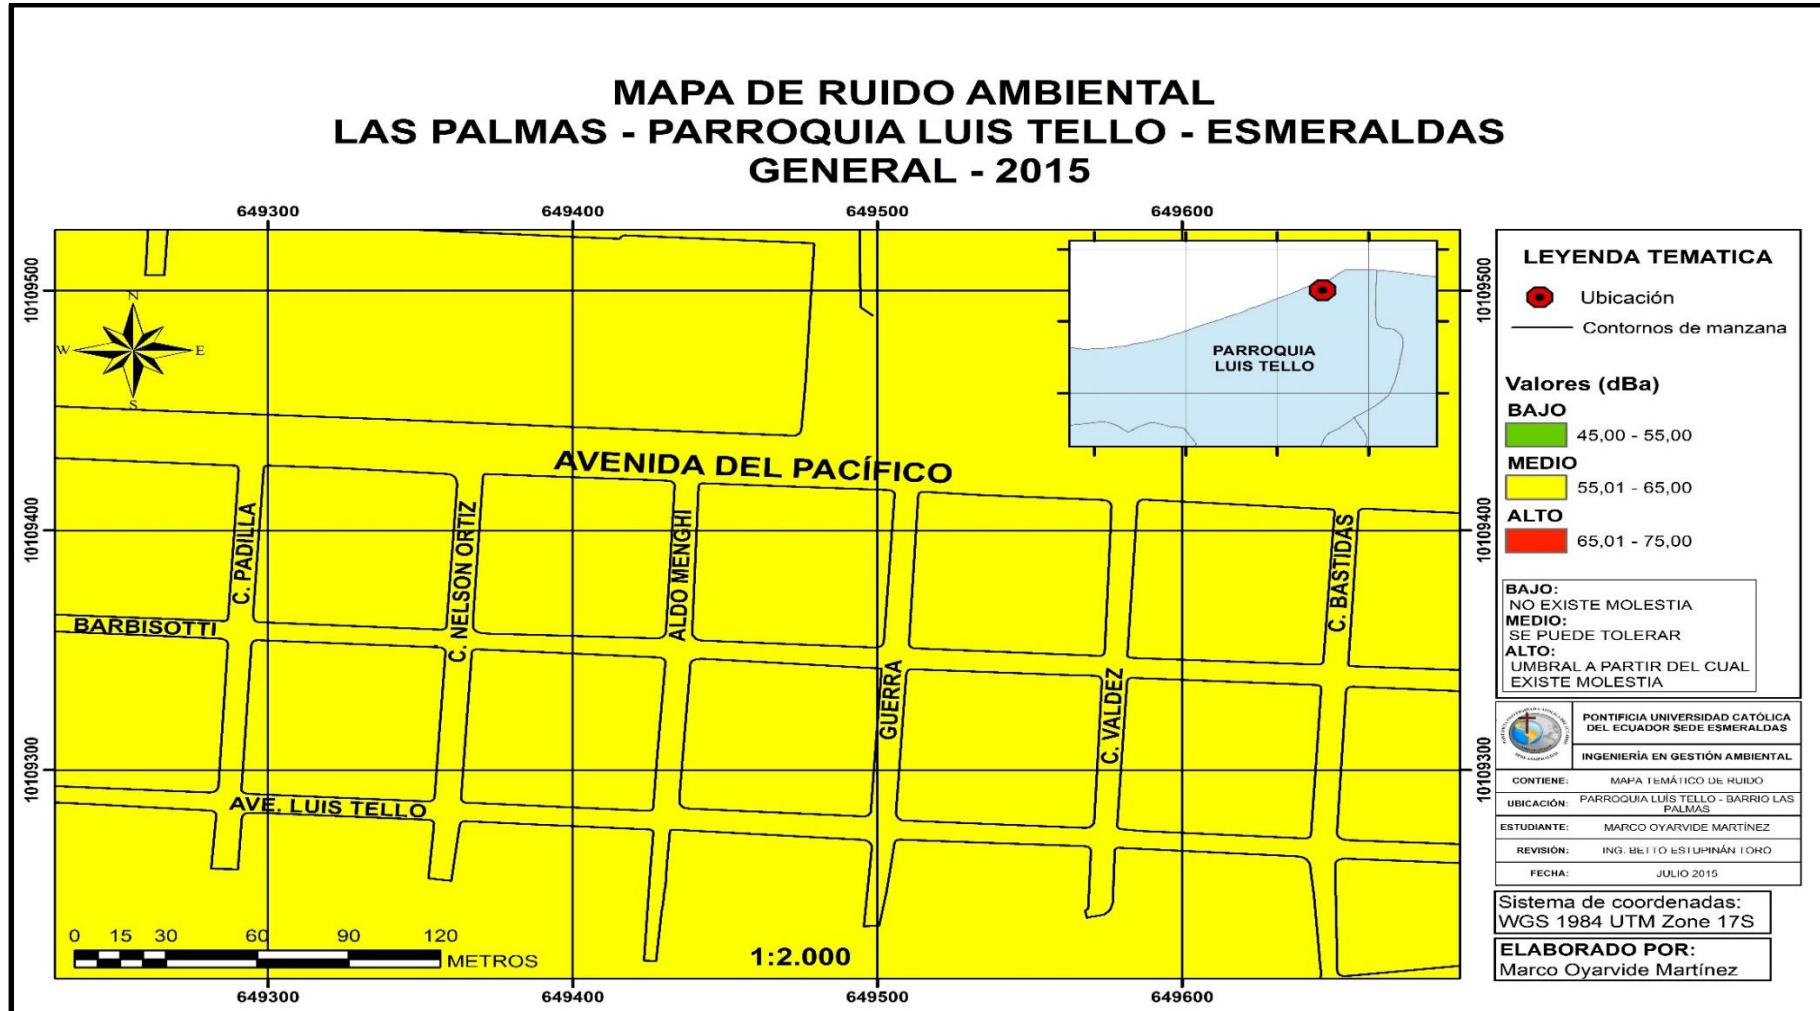 MAPA DE RUIDO AMBIENTAL
LAS PALMAS - PARROQUIA LUIS TELLO - ESMERALDAS
GENERAL - 2015
649300 649400 649500 649600
10109500
10109400
10109300
N
W E
S
AVENIDA DEL PACÍFICO
C. PADILLA
C. NELSON ORTIZ
ALDO MENGHI
GUERRA
C. VALDEZ
C. BASTIDAS
BARBISOTTI
AVE. LUIS TELLO
PARROQUIA
LUIS TELLO
0 15 30 60 90 120
METROS
1:2.000
649300 649400 649500 649600
10109500
10109400
10109300
LEYENDA TEMATICA
Ubicación
Contornos de manzana
Valores (dBa)
BAJO
45,00 - 55,00
MEDIO
55,01 - 65,00
ALTO
65,01 - 75,00
BAJO:
NO EXISTE MOLESTIA
MEDIO:
SE PUEDE TOLERAR
ALTO:
UMBRAL A PARTIR DEL CUAL
EXISTE MOLESTIA
PONTIFICIA UNIVERSIDAD CATÓLICA
DEL ECUADOR SEDE ESMERALDAS
INGENIERÍA EN GESTIÓN AMBIENTAL
CONTIENE: MAPA TEMÁTICO DE RUIDO
UBICACIÓN: PARROQUIA LUÍS TELLO - BARRIO LAS
PALMAS
ESTUDIANTE: MARCO OYARVIDE MARTÍNEZ
REVISIÓN: ING. BETTO ESTUPINÁN TORO
FECHA: JULIO 2015
Sistema de coordenadas:
WGS 1984 UTM Zone 17S
ELABORADO POR:
Marco Oyarvide Martínez